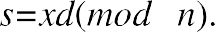 s=xd(mod n).